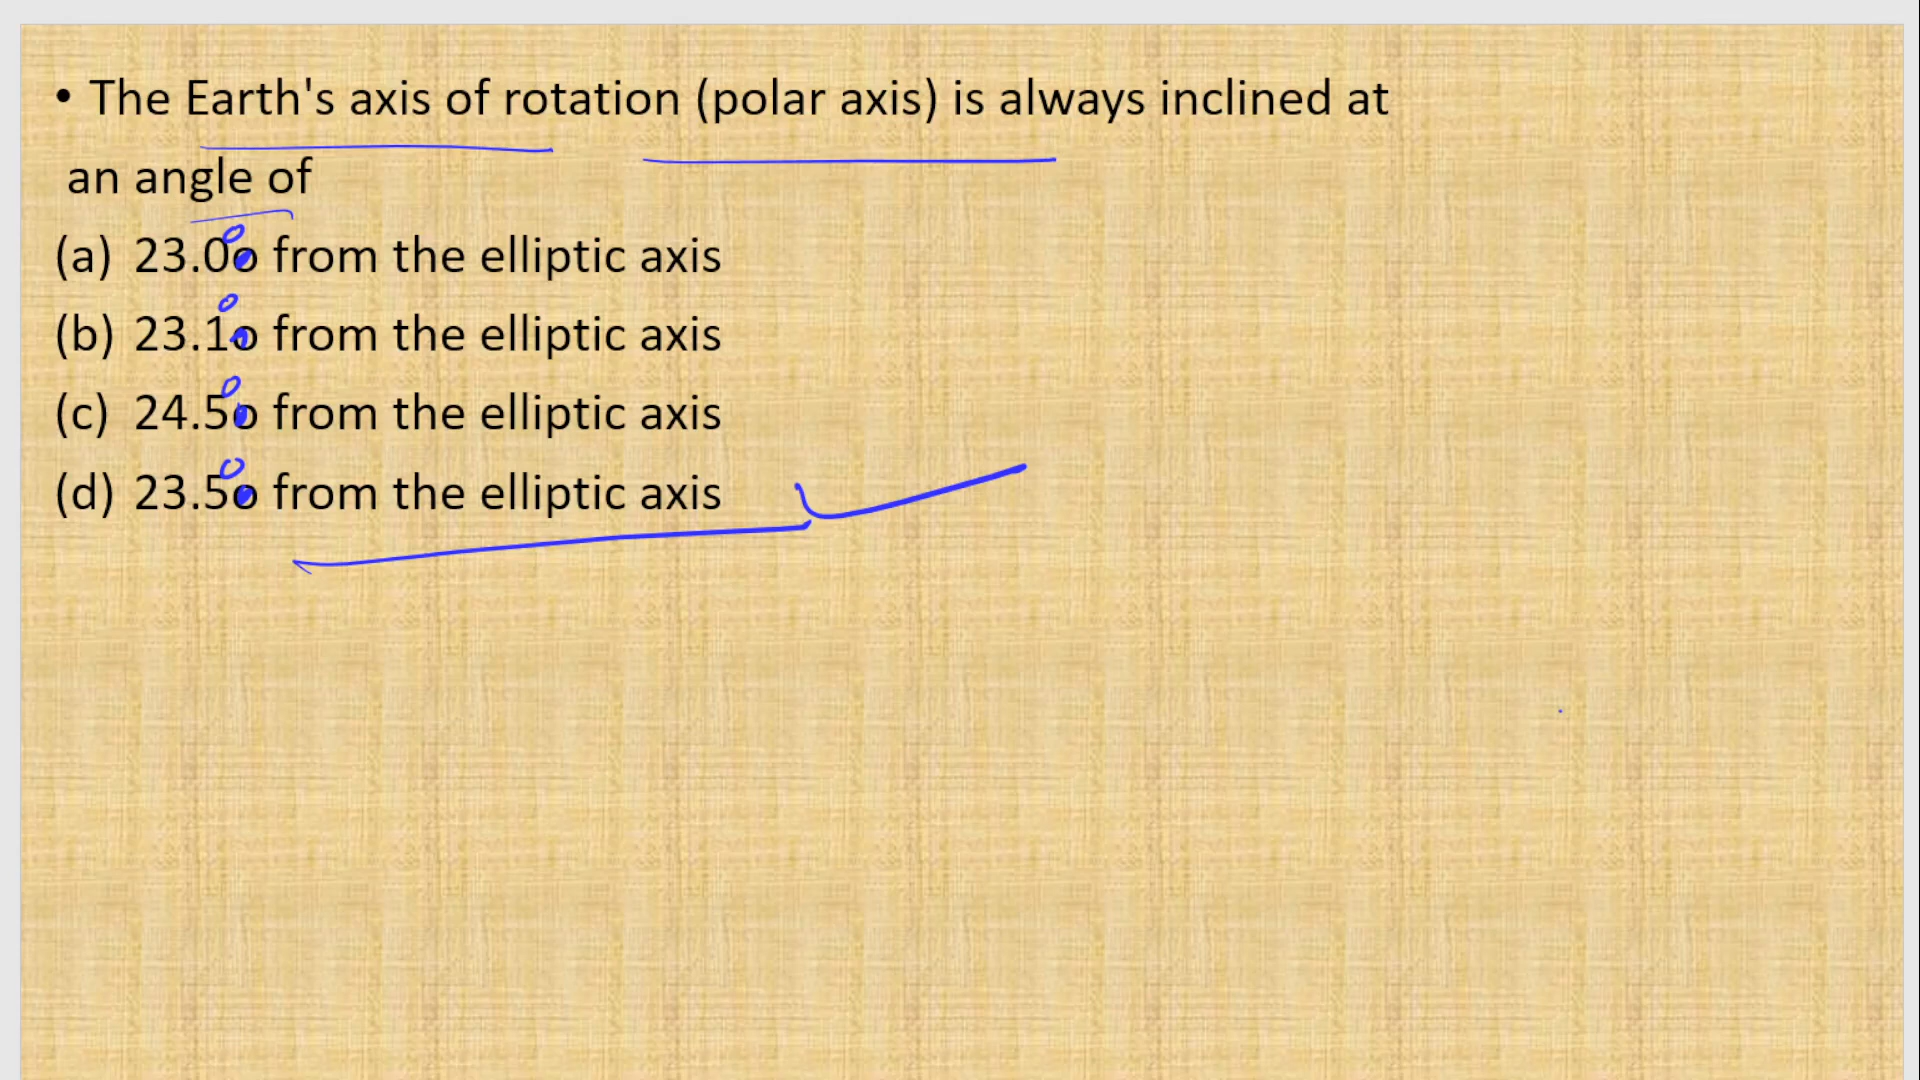 • The Earth's axis of rotation (polar axis) is always inclined at
an angle of
(a) 23.0o from the elliptic axis
(b) 23.1o from the elliptic axis
(c) 24.5o from the elliptic axis
(d) 23.5o from the elliptic axis